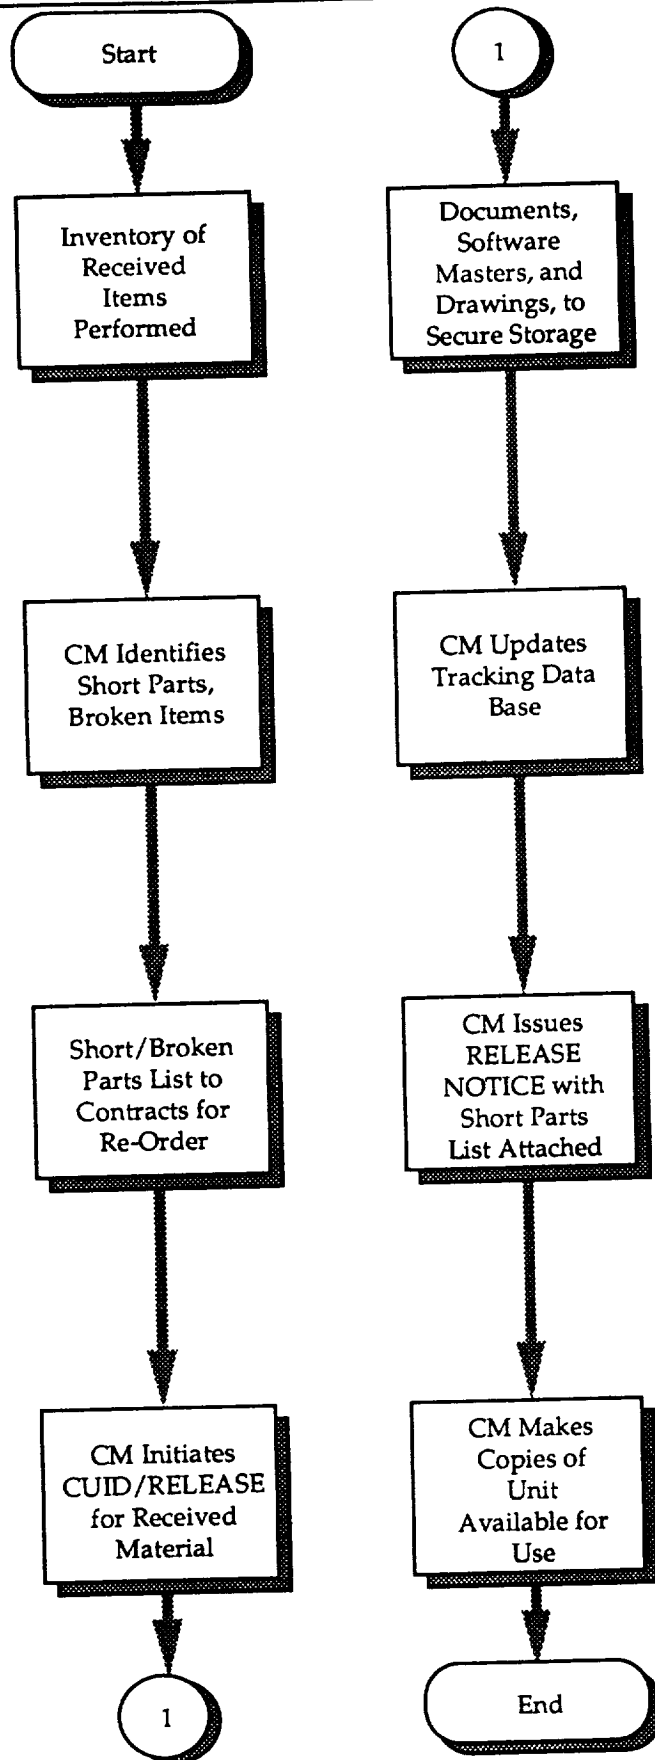 Start
Inventory of
Received
Items
Performed
CM Identifies
Short Parts,
Broken Items
Short/Broken
Parts List to
Contracts for
Re-Order
CM Initiates
CUID/RELEASE
for Received
Material
1
1
Documents,
Software
Masters, and
Drawings, to
Secure Storage
CM Updates
Tracking Data
Base
CM Issues
RELEASE
NOTICE with
Short Parts
List Attached
CM Makes
Copies of
Unit
Available for
Use
End